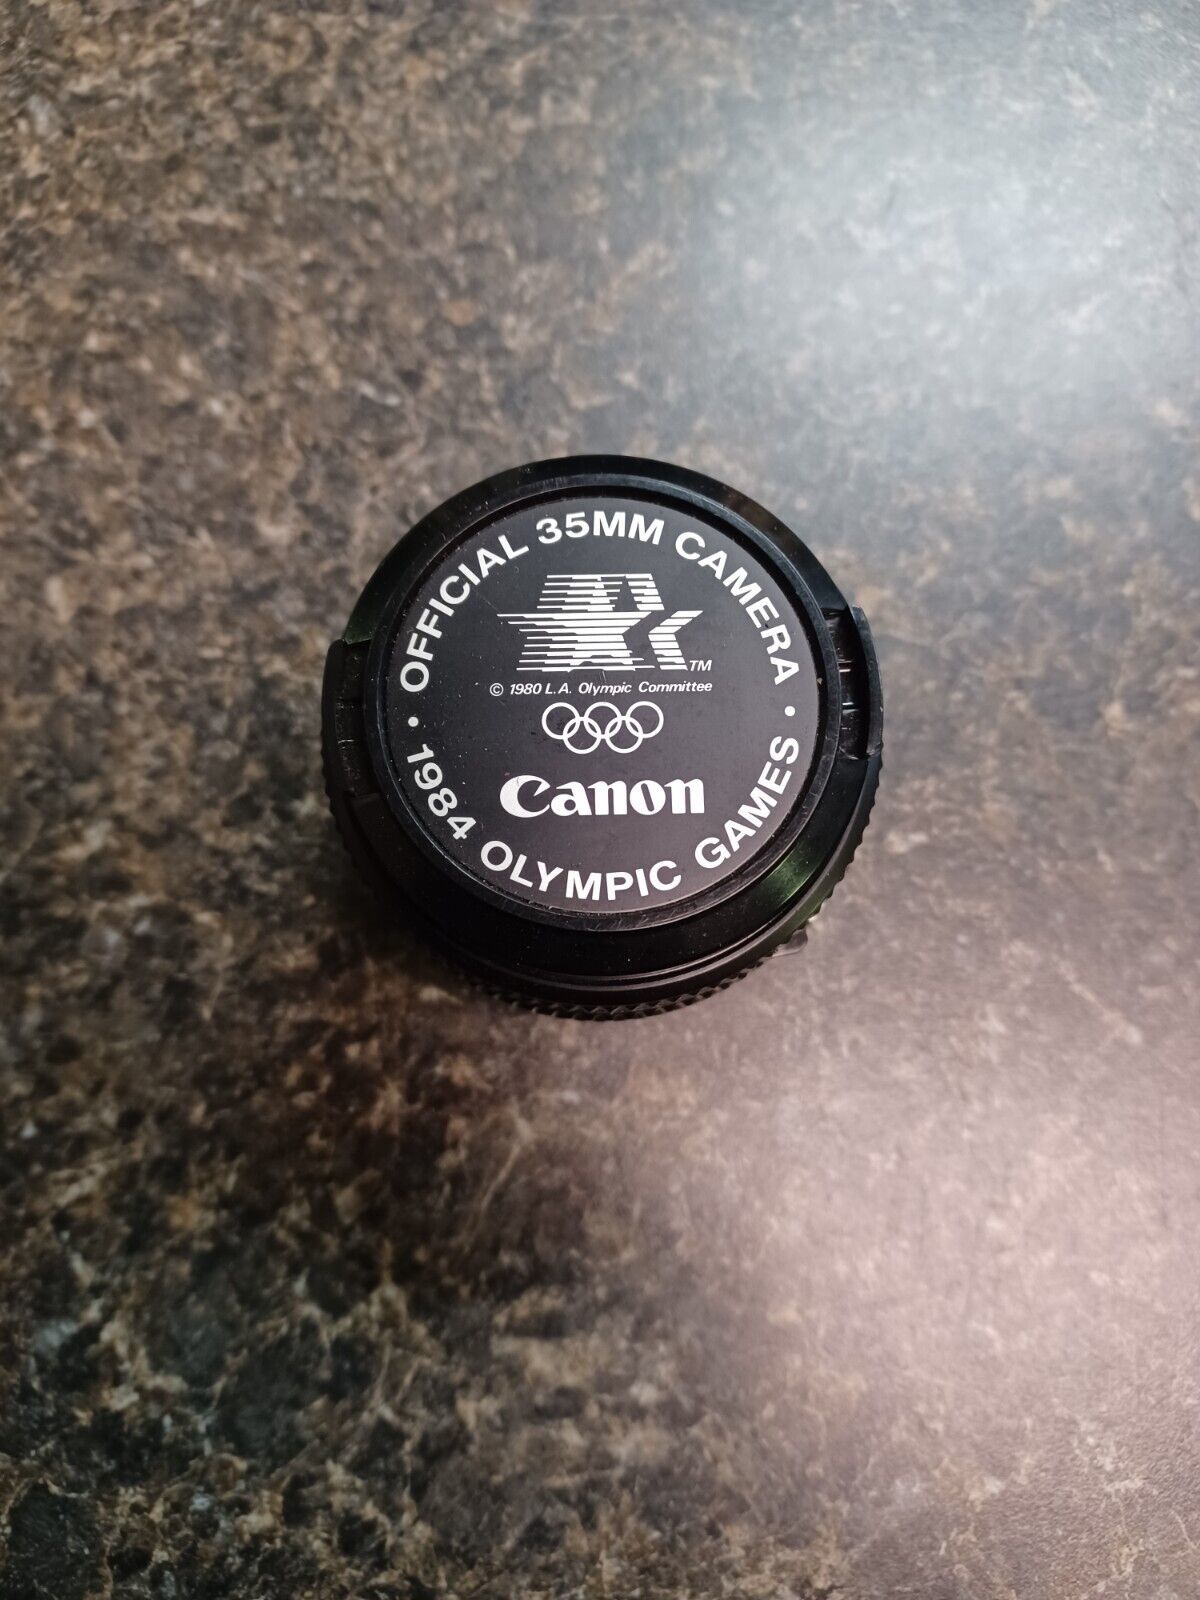 • OFFICIAL 35MM CAMERA •
TM
© 1980 L.A. Olympic Committee
Canon
1984 OLYMPIC GAMES